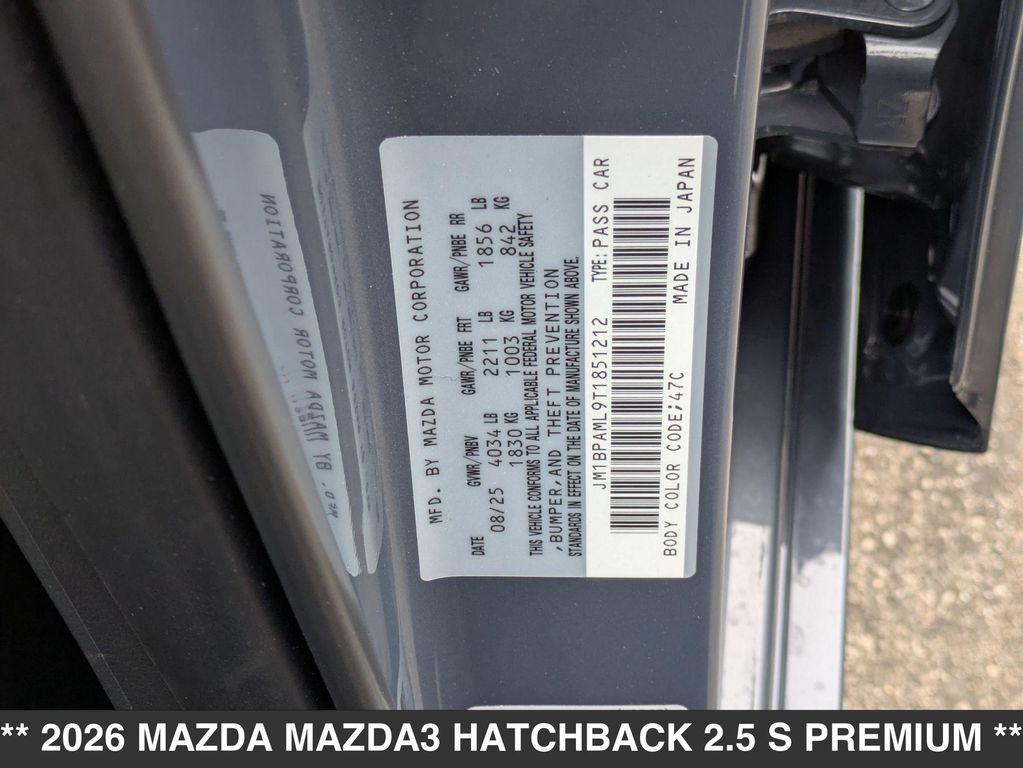 MFD. BY MAZDA MOTOR CORPORATION
DATE GVWR/PNBV GAWR/PNBE FRT GAWR/PNBE RR
08/25 4034 LB 2211 LB 1856 LB
1830 KG 1003 KG 842 KG
THIS VEHICLE CONFORMS TO ALL APPLICABLE FEDERAL MOTOR VEHICLE SAFETY
,BUMPER, AND THEFT PREVENTION
STANDARDS IN EFFECT ON THE DATE OF MANUFACTURE SHOWN ABOVE.
JM1BPAML9T1851212 TYPE: PASS CAR
BODY COLOR CODE;47C MADE IN JAPAN
** 2026 MAZDA MAZDA3 HATCHBACK 2.5 S PREMIUM **